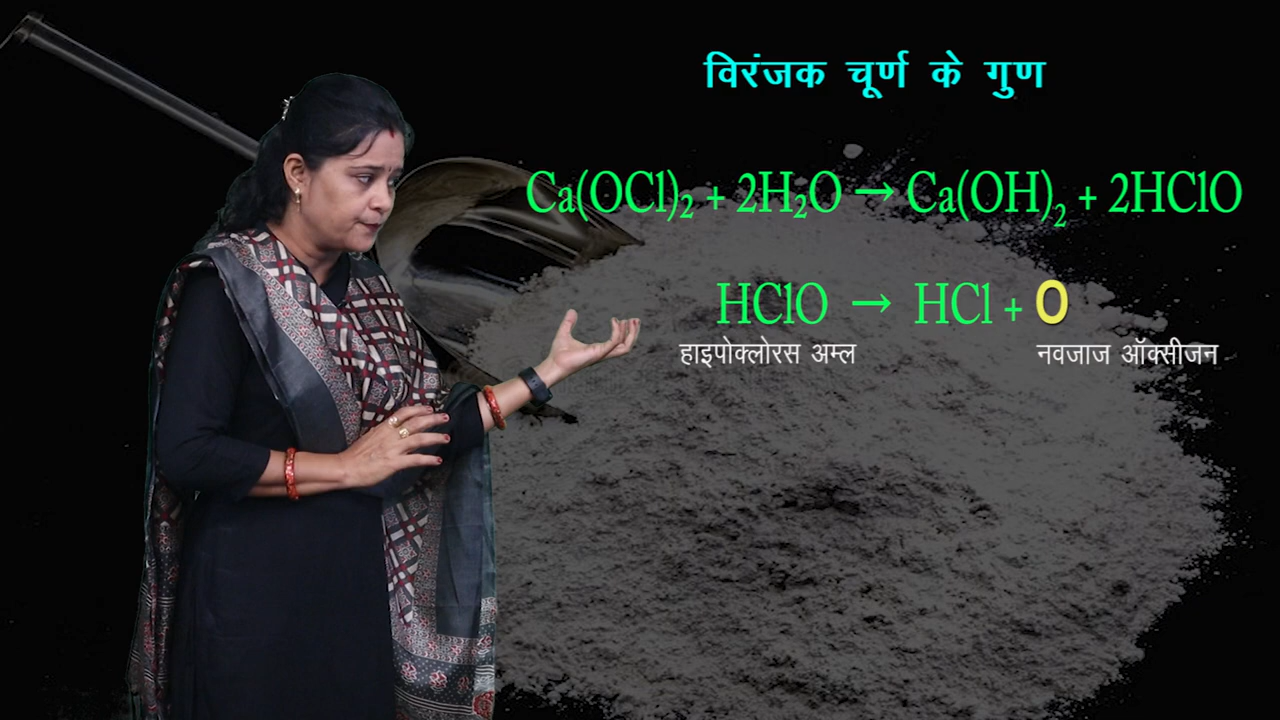 विरंजक चूर्ण के गुण
Ca(OCl)₂ + 2H₂O → Ca(OH)₂ + 2HClO
HClO → HCl + O
हाइपोक्लोरस अम्ल नवजाज ऑक्सीजन